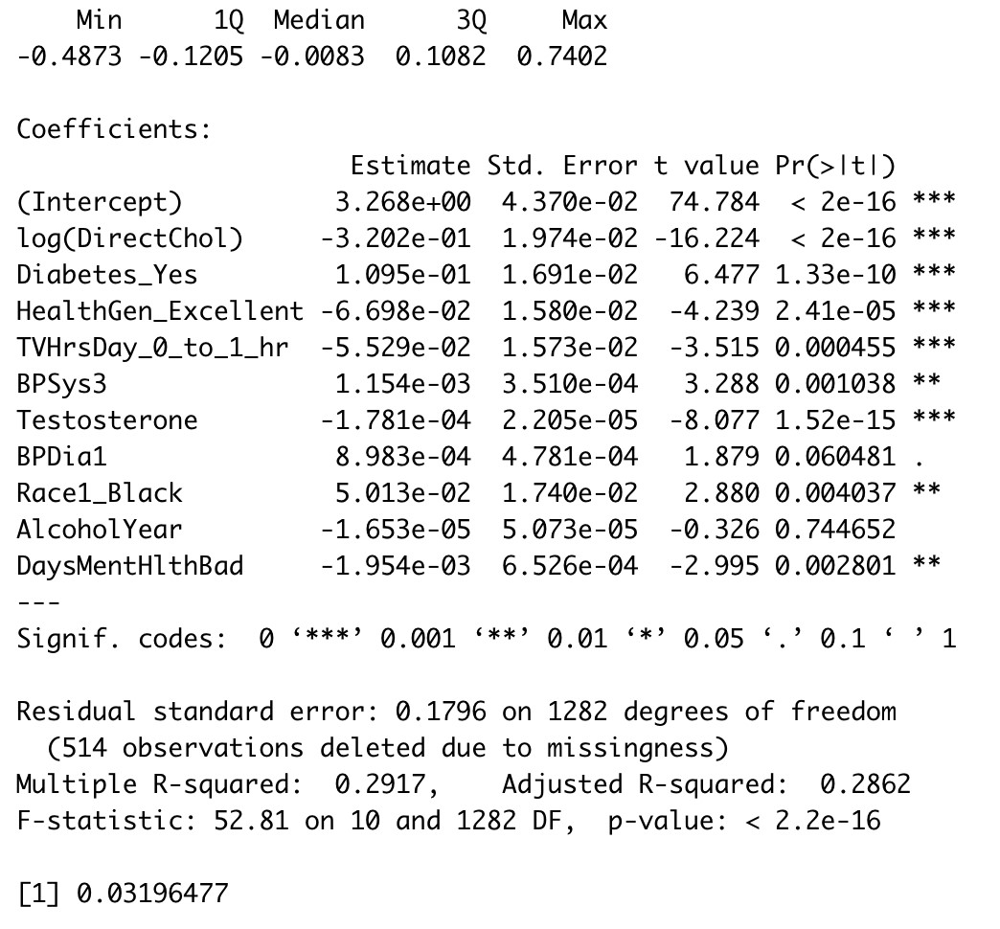 Min 1Q Median 3Q Max
-0.4873 -0.1205 -0.0083 0.1082 0.7402
Coefficients:
Estimate Std. Error t value Pr(>|t|)
(Intercept) 3.268e+00 4.370e-02 74.784 < 2e-16 ***
log(DirectChol) -3.202e-01 1.974e-02 -16.224 < 2e-16 ***
Diabetes_Yes 1.095e-01 1.691e-02 6.477 1.33e-10 ***
HealthGen_Excellent -6.698e-02 1.580e-02 -4.239 2.41e-05 ***
TVHrsDay_0_to_1_hr -5.529e-02 1.573e-02 -3.515 0.000455 ***
BPSys3 1.154e-03 3.510e-04 3.288 0.001038 **
Testosterone -1.781e-04 2.205e-05 -8.077 1.52e-15 ***
BPDia1 8.983e-04 4.781e-04 1.879 0.060481 .
Race1_Black 5.013e-02 1.740e-02 2.880 0.004037 **
AlcoholYear -1.653e-05 5.073e-05 -0.326 0.744652
DaysMentHlthBad -1.954e-03 6.526e-04 -2.995 0.002801 **
---
Signif. codes: 0 ‘***’ 0.001 ‘**’ 0.01 ‘*’ 0.05 ‘.’ 0.1 ‘ ’ 1
Residual standard error: 0.1796 on 1282 degrees of freedom
(514 observations deleted due to missingness)
Multiple R-squared: 0.2917, Adjusted R-squared: 0.2862
F-statistic: 52.81 on 10 and 1282 DF, p-value: < 2.2e-16
[1] 0.03196477